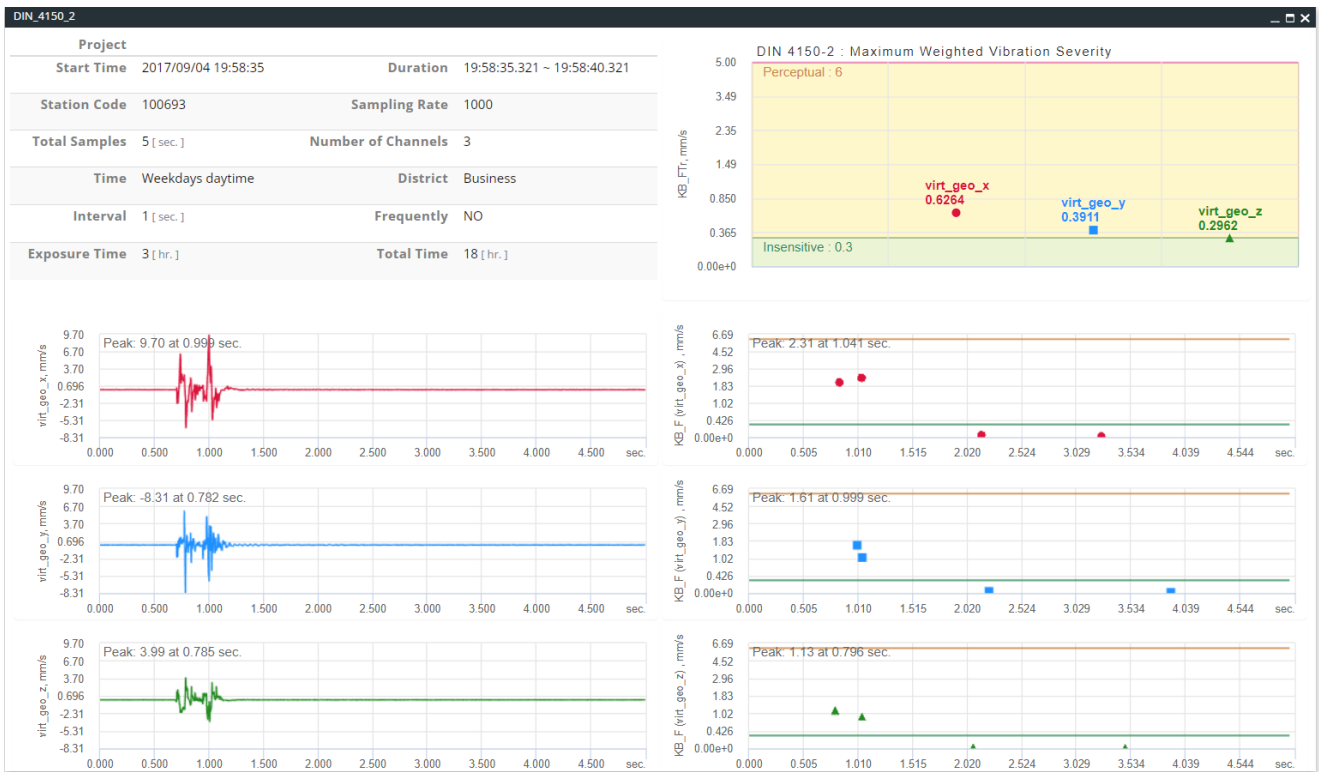 DIN_4150_2
Project
Start Time 2017/09/04 19:58:35 Duration 19:58:35.321 ~ 19:58:40.321
Station Code 100693 Sampling Rate 1000
Total Samples 5 [ sec. ] Number of Channels 3
Time Weekdays daytime District Business
Interval 1 [ sec. ] Frequently NO
Exposure Time 3 [ hr. ] Total Time 18 [ hr. ]
DIN 4150-2 : Maximum Weighted Vibration Severity
KB_FTr, mm/s
5.00
3.49
2.35
1.49
0.850
0.365
0.00e+0
Perceptual : 6
virt_geo_x
0.6264
virt_geo_y
0.3911
virt_geo_z
0.2962
Insensitive : 0.3
virt_geo_x, mm/s
9.70
6.70
3.70
0.696
-2.31
-5.31
-8.31
Peak: 9.70 at 0.999 sec.
0.000 0.500 1.000 1.500 2.000 2.500 3.000 3.500 4.000 4.500 sec.
KB_F (virt_geo_x) , mm/s
6.69
4.52
2.96
1.83
1.02
0.426
0.00e+0
Peak: 2.31 at 1.041 sec.
0.000 0.505 1.010 1.515 2.020 2.524 3.029 3.534 4.039 4.544 sec.
virt_geo_y, mm/s
9.70
6.70
3.70
0.696
-2.31
-5.31
-8.31
Peak: -8.31 at 0.782 sec.
0.000 0.500 1.000 1.500 2.000 2.500 3.000 3.500 4.000 4.500 sec.
KB_F (virt_geo_y) , mm/s
6.69
4.52
2.96
1.83
1.02
0.426
0.00e+0
Peak: 1.61 at 0.999 sec.
0.000 0.505 1.010 1.515 2.020 2.524 3.029 3.534 4.039 4.544 sec.
virt_geo_z, mm/s
9.70
6.70
3.70
0.696
-2.31
-5.31
-8.31
Peak: 3.99 at 0.785 sec.
0.000 0.500 1.000 1.500 2.000 2.500 3.000 3.500 4.000 4.500 sec.
KB_F (virt_geo_z) , mm/s
6.69
4.52
2.96
1.83
1.02
0.426
0.00e+0
Peak: 1.13 at 0.796 sec.
0.000 0.505 1.010 1.515 2.020 2.524 3.029 3.534 4.039 4.544 sec.